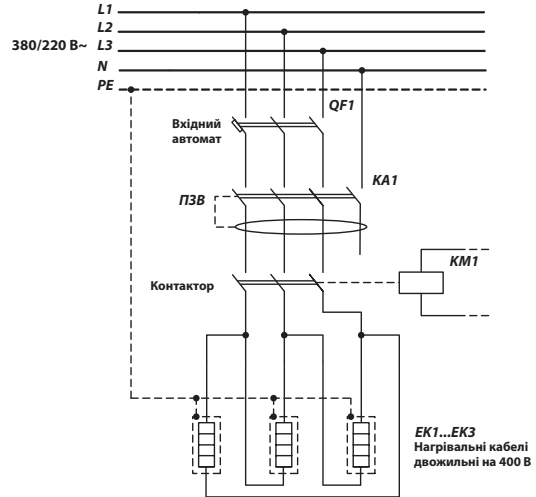 L1
L2
380/220 В~ L3
N
PE
QF1
Вхідний
автомат
KA1
ПЗВ
KM1
Контактор
EK1...EK3
Нагрівальні кабелі
двожильні на 400 В